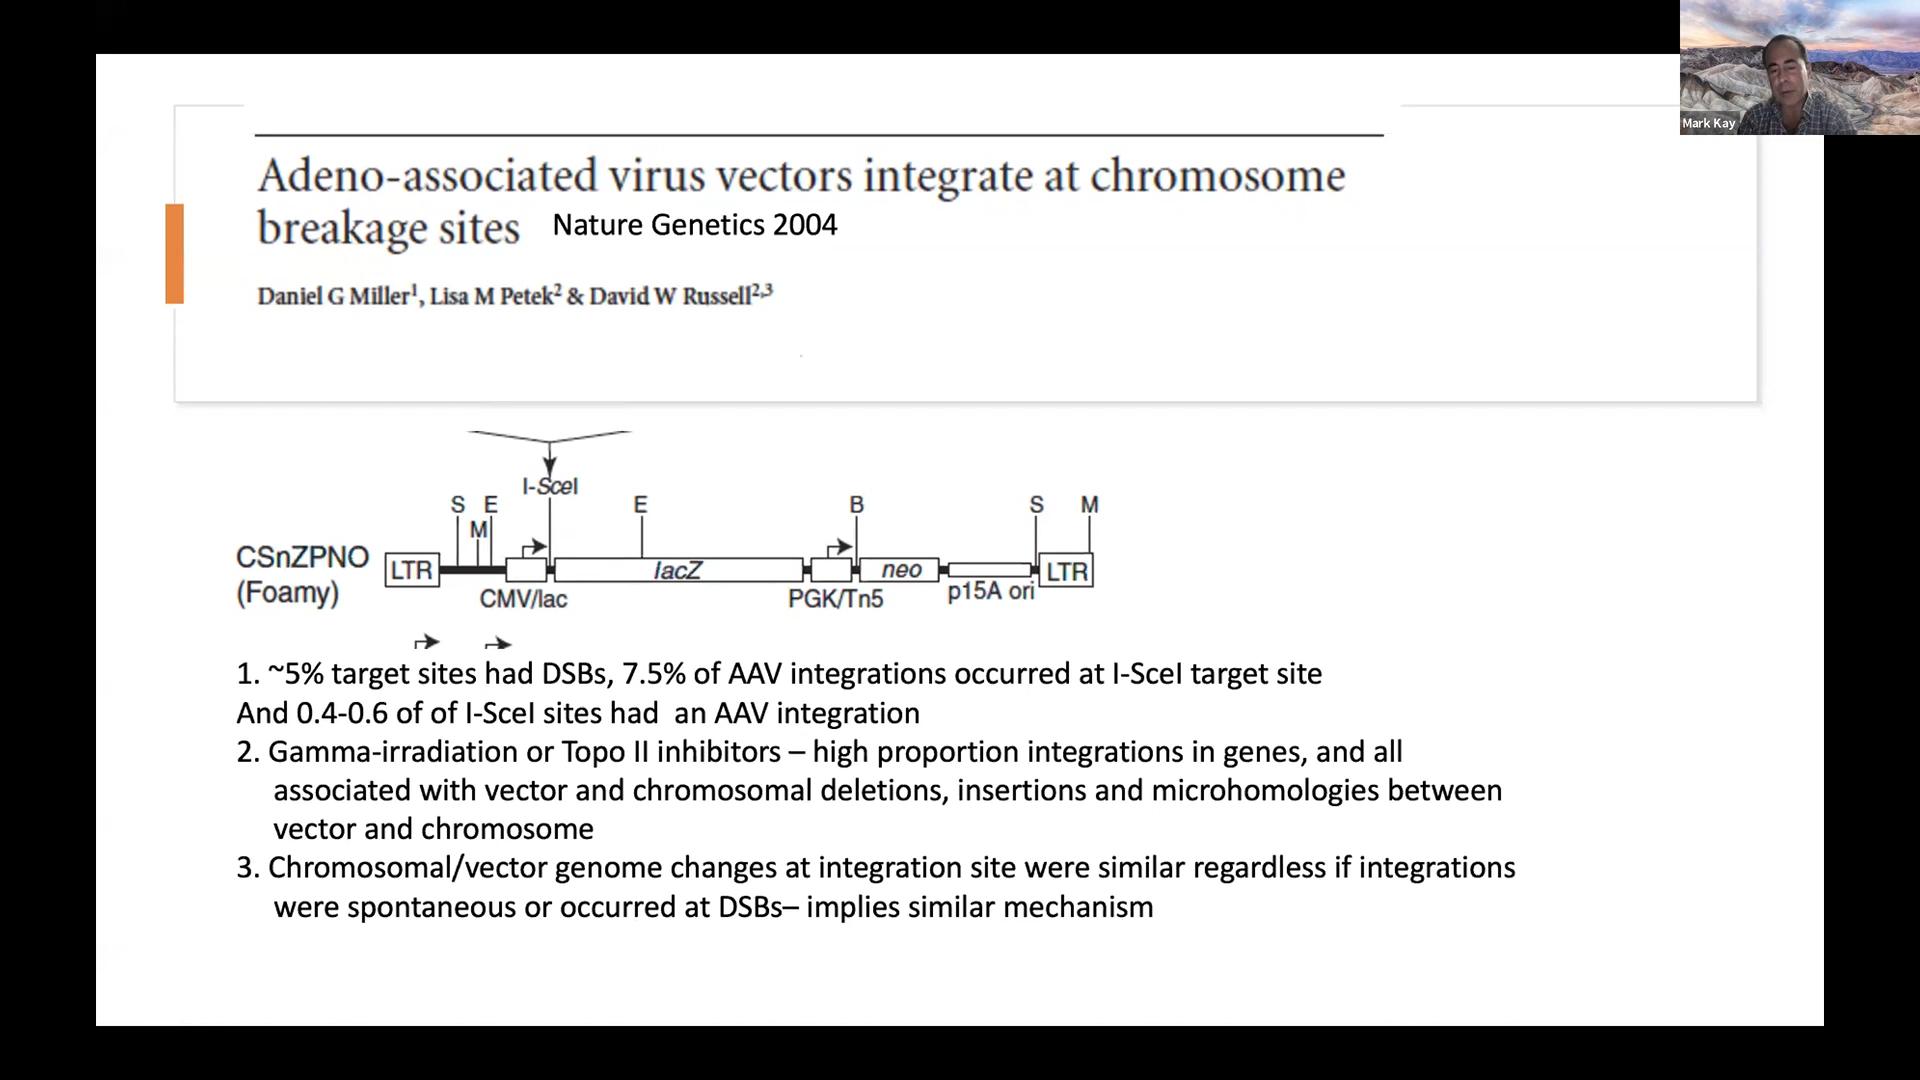 Mark Kay
Adeno-associated virus vectors integrate at chromosome
breakage sites Nature Genetics 2004
Daniel G Miller¹, Lisa M Petek² & David W Russell²,³
I-SceI
S E E B S M
M
CSnZPNO LTR lacZ neo LTR
(Foamy) CMV/lac PGK/Tn5 p15A ori
1. ~5% target sites had DSBs, 7.5% of AAV integrations occurred at I-SceI target site
And 0.4-0.6 of of I-SceI sites had an AAV integration
2. Gamma-irradiation or Topo II inhibitors – high proportion integrations in genes, and all
associated with vector and chromosomal deletions, insertions and microhomologies between
vector and chromosome
3. Chromosomal/vector genome changes at integration site were similar regardless if integrations
were spontaneous or occurred at DSBs– implies similar mechanism